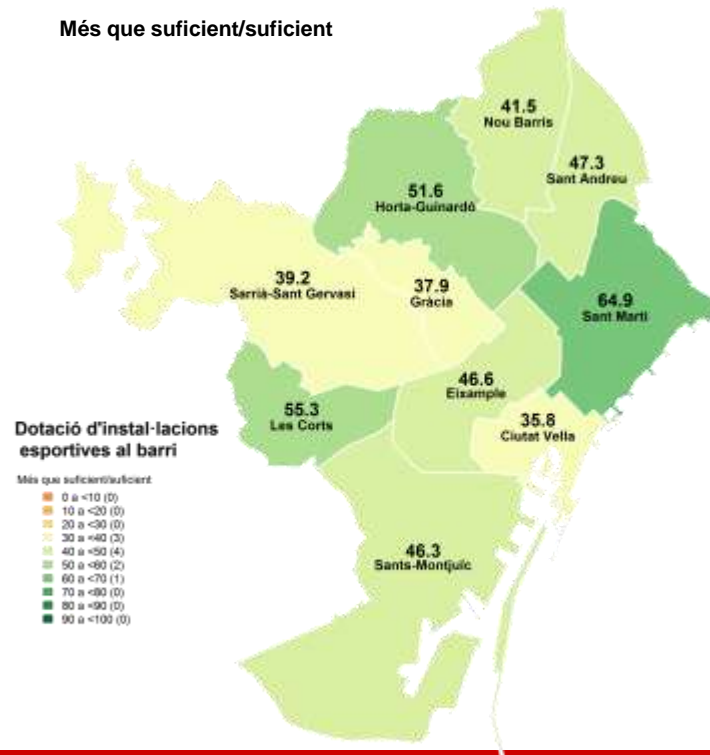 Més que suficient/suficient
41.5
Nou Barris
47.3
Sant Andreu
51.6
Horta-Guinardó
39.2
Sarrià-Sant Gervasi
37.9
Gràcia
64.9
Sant Martí
46.6
Eixample
55.3
Les Corts
35.8
Ciutat Vella
46.3
Sants-Montjuïc
Dotació d'instal·lacions
esportives al barri
Més que suficient/suficient
0 a <10 (0)
10 a <20 (0)
20 a <30 (0)
30 a <40 (3)
40 a <50 (4)
50 a <60 (2)
60 a <70 (1)
70 a <80 (0)
80 a <90 (0)
90 a <100 (0)